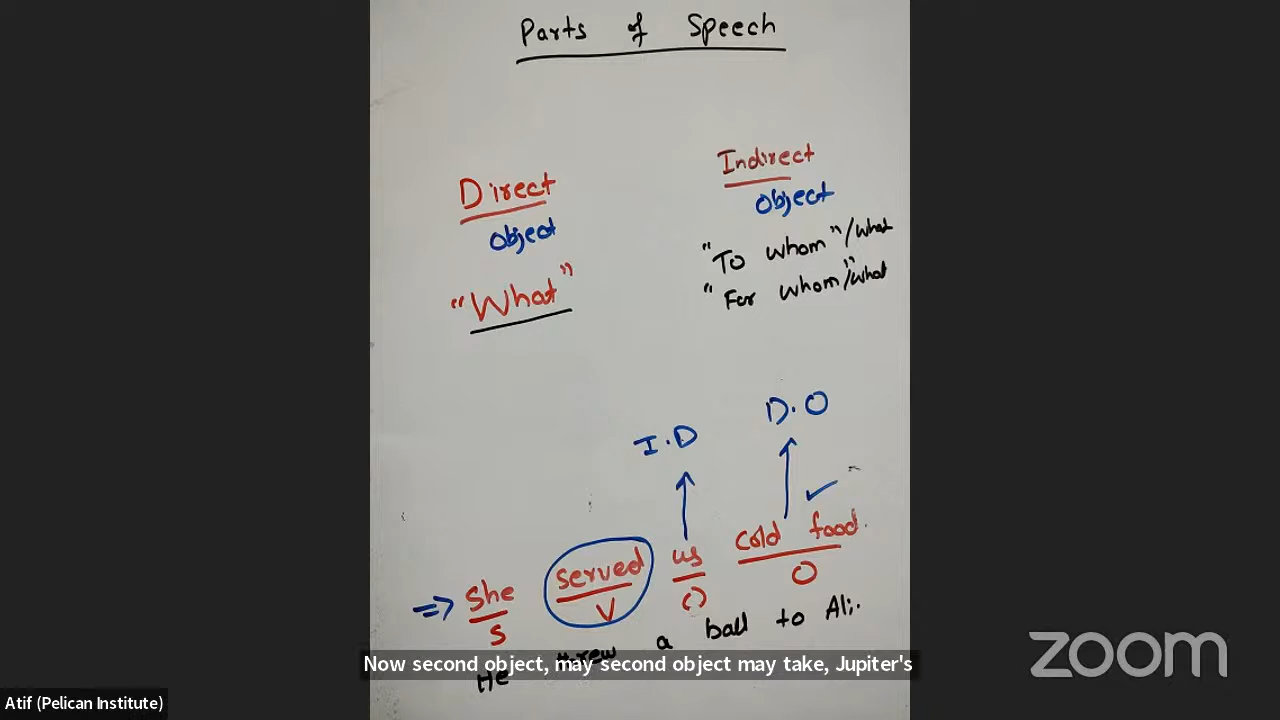 Parts of Speech
Direct
object
"What"
Indirect
object
"To whom"/what
"For whom"/what
I.D
D.O
=> She served us cold food.
S V O O
He threw a ball to Ali.
Now second object, may second object may take, Jupiter's
zoom
Atif (Pelican Institute)